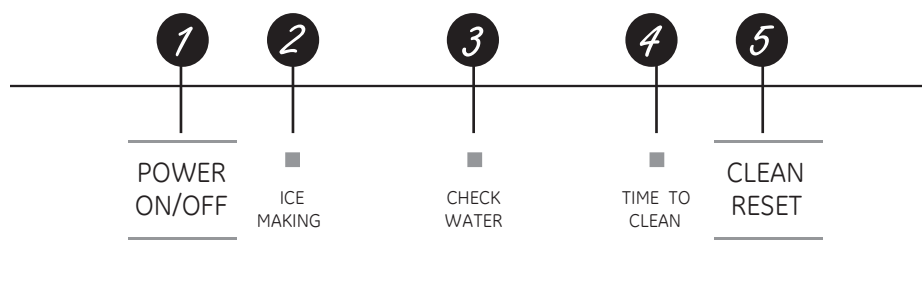 1 2 3 4 5
POWER
ON/OFF
ICE
MAKING
CHECK
WATER
TIME TO
CLEAN
CLEAN
RESET